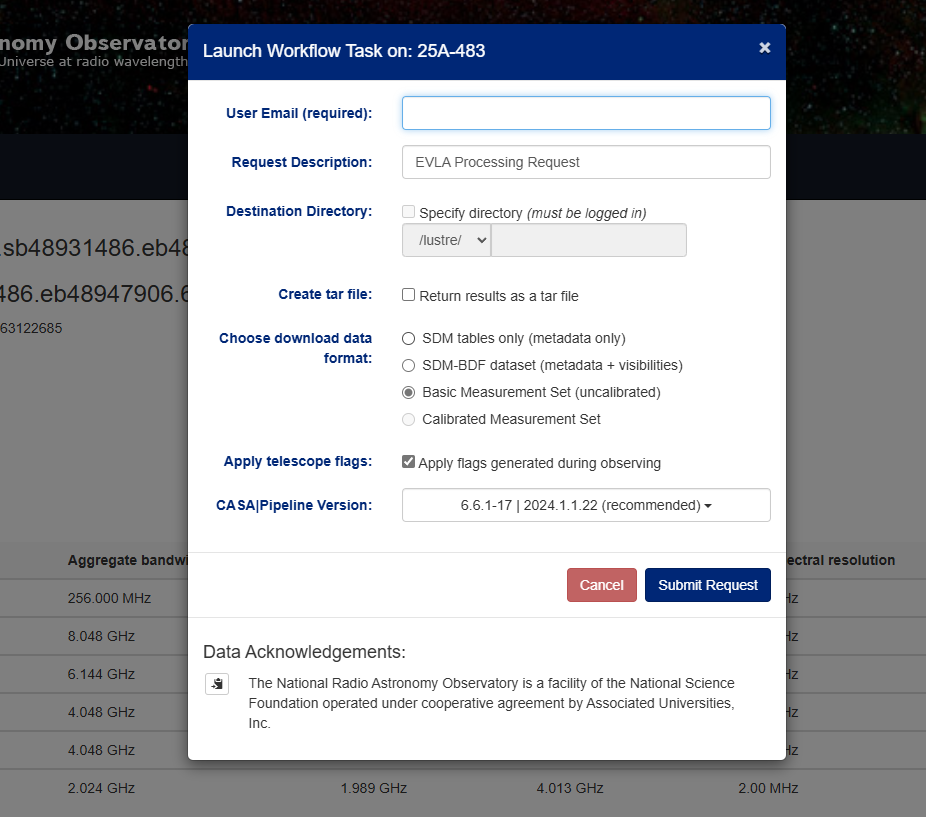 nomy Observator
Universe at radio wavelength
Launch Workflow Task on: 25A-483
×
User Email (required):
Request Description:
EVLA Processing Request
Destination Directory:
Specify directory (must be logged in)
/lustre/
Create tar file:
Return results as a tar file
Choose download data
format:
SDM tables only (metadata only)
SDM-BDF dataset (metadata + visibilities)
Basic Measurement Set (uncalibrated)
Calibrated Measurement Set
Apply telescope flags:
Apply flags generated during observing
CASA|Pipeline Version:
6.6.1-17 | 2024.1.1.22 (recommended)
Cancel
Submit Request
Data Acknowledgements:
The National Radio Astronomy Observatory is a facility of the National Science
Foundation operated under cooperative agreement by Associated Universities,
Inc.
.sb48931486.eb48
486.eb48947906.6
63122685
Aggregate bandwi
ectral resolution
256.000 MHz
Hz
8.048 GHz
Hz
6.144 GHz
Hz
4.048 GHz
Hz
4.048 GHz
Hz
2.024 GHz
1.989 GHz
4.013 GHz
2.00 MHz